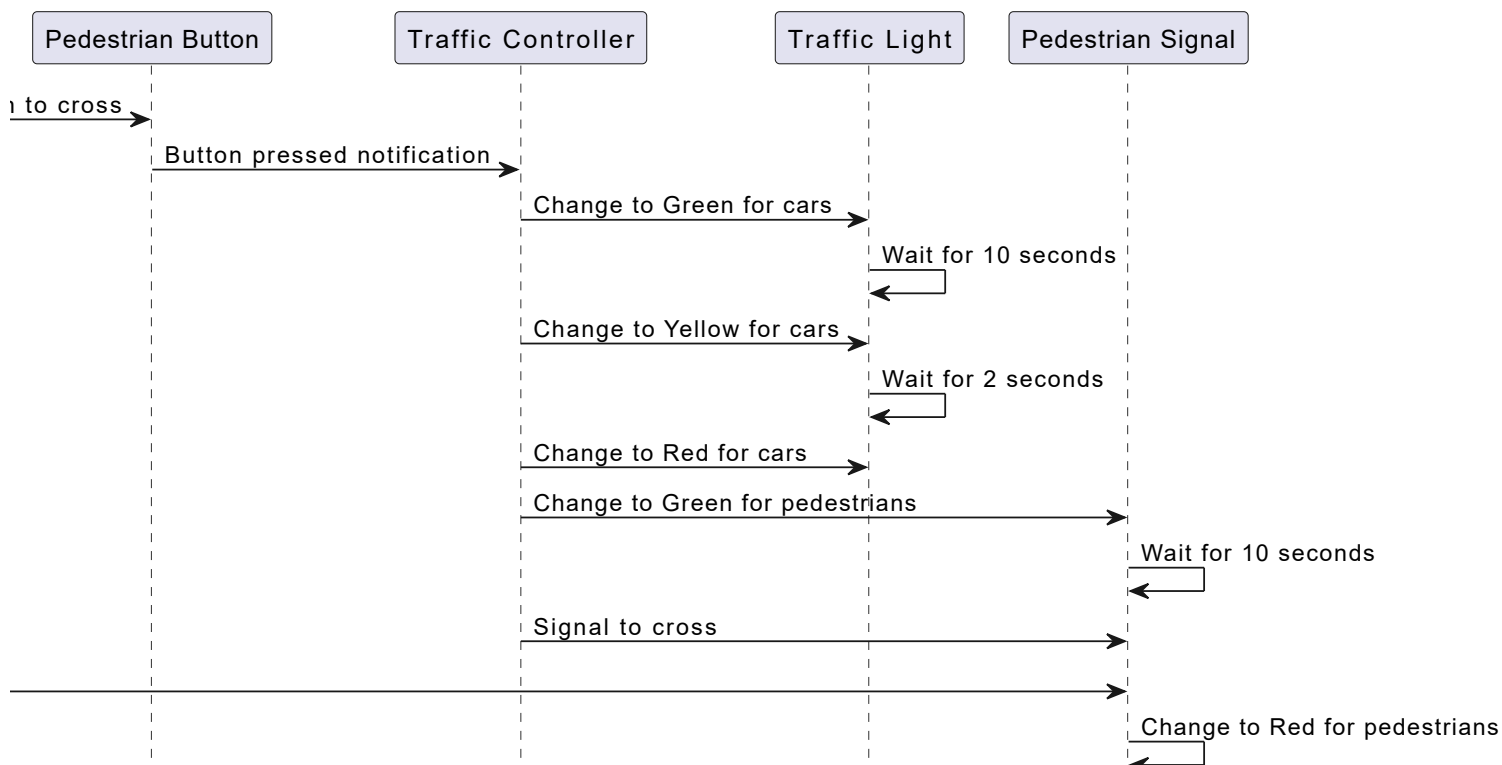 Pedestrian Button
Traffic Controller
Traffic Light
Pedestrian Signal
to cross
Button pressed notification
Change to Green for cars
Wait for 10 seconds
Change to Yellow for cars
Wait for 2 seconds
Change to Red for cars
Change to Green for pedestrians
Wait for 10 seconds
Signal to cross
Change to Red for pedestrians